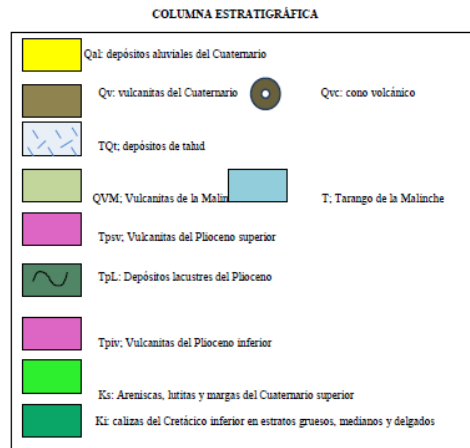 COLUMNA ESTRATIGRÁFICA
Qal: depósitos aluviales del Cuaternario
Qv: vulcanitas del Cuaternario
Qvc: cono volcánico
TQt; depósitos de talud
QVM; Vulcanitas de la Malin
T; Tarango de la Malinche
Tpsv; Vulcanitas del Plioceno superior
TpL: Depósitos lacustres del Plioceno
Tpiv; Vulcanitas del Plioceno inferior
Ks: Areniscas, lutitas y margas del Cuaternario superior
Ki: calizas del Cretácico inferior en estratos gruesos, medianos y delgados